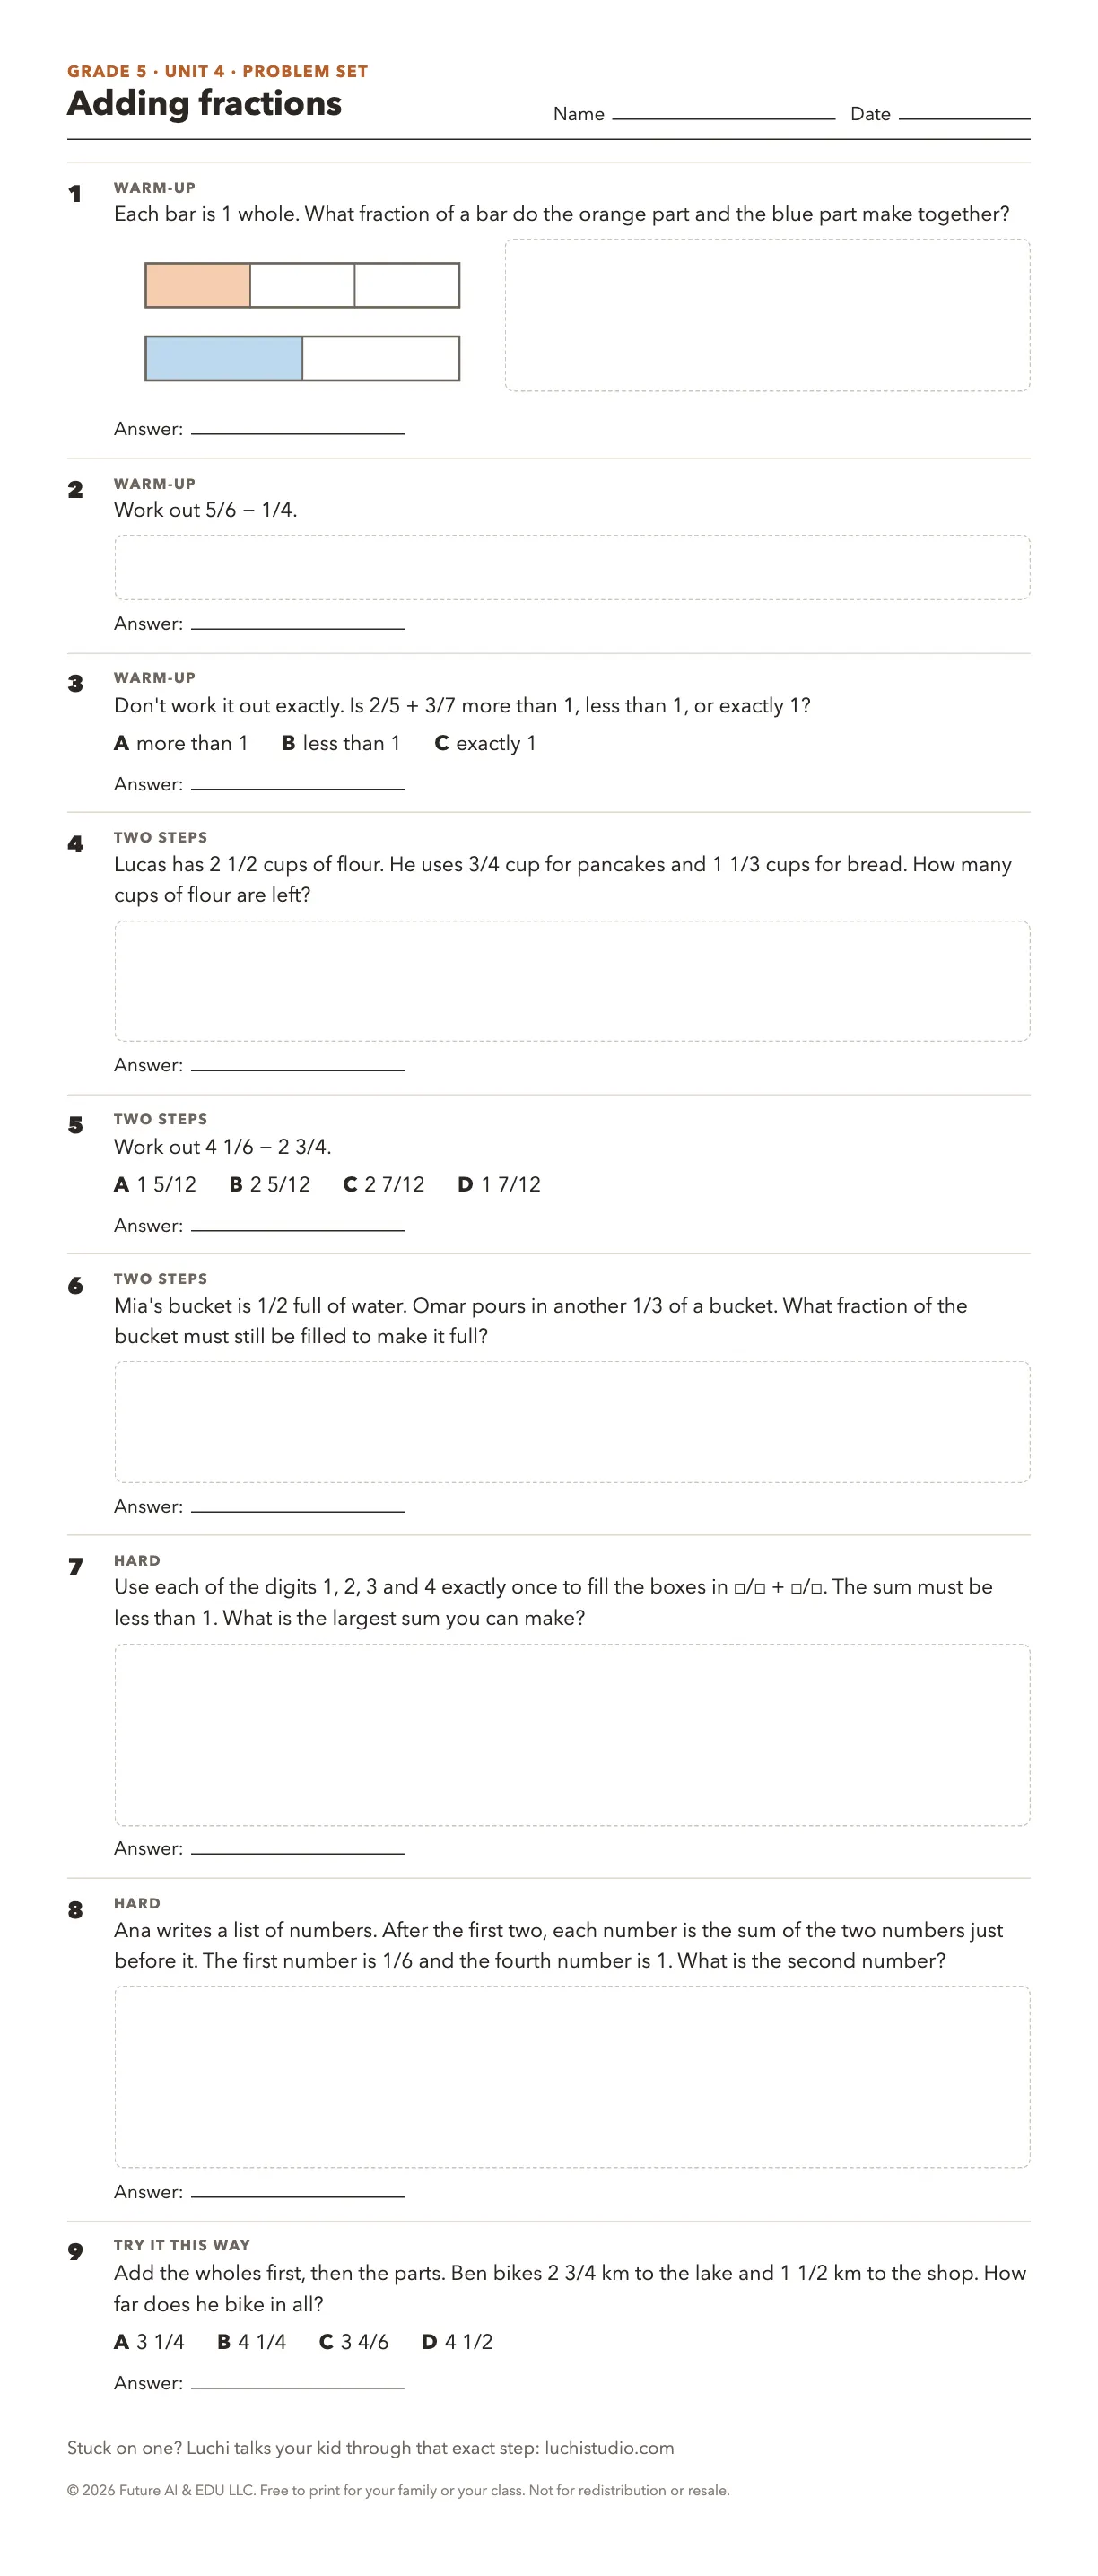 GRADE 5 · UNIT 4 · PROBLEM SET
Adding fractions
Name Date
1
WARM-UP
Each bar is 1 whole. What fraction of a bar do the orange part and the blue part make together?
Answer:
2
WARM-UP
Work out 5/6 − 1/4.
Answer:
3
WARM-UP
Don't work it out exactly. Is 2/5 + 3/7 more than 1, less than 1, or exactly 1?
A more than 1 B less than 1 C exactly 1
Answer:
4
TWO STEPS
Lucas has 2 1/2 cups of flour. He uses 3/4 cup for pancakes and 1 1/3 cups for bread. How many
cups of flour are left?
Answer:
5
TWO STEPS
Work out 4 1/6 − 2 3/4.
A 1 5/12 B 2 5/12 C 2 7/12 D 1 7/12
Answer:
6
TWO STEPS
Mia's bucket is 1/2 full of water. Omar pours in another 1/3 of a bucket. What fraction of the
bucket must still be filled to make it full?
Answer:
7
HARD
Use each of the digits 1, 2, 3 and 4 exactly once to fill the boxes in □/□ + □/□. The sum must be
less than 1. What is the largest sum you can make?
Answer:
8
HARD
Ana writes a list of numbers. After the first two, each number is the sum of the two numbers just
before it. The first number is 1/6 and the fourth number is 1. What is the second number?
Answer:
9
TRY IT THIS WAY
Add the wholes first, then the parts. Ben bikes 2 3/4 km to the lake and 1 1/2 km to the shop. How
far does he bike in all?
A 3 1/4 B 4 1/4 C 3 4/6 D 4 1/2
Answer:
Stuck on one? Luchi talks your kid through that exact step: luchistudio.com
© 2026 Future AI & EDU LLC. Free to print for your family or your class. Not for redistribution or resale.